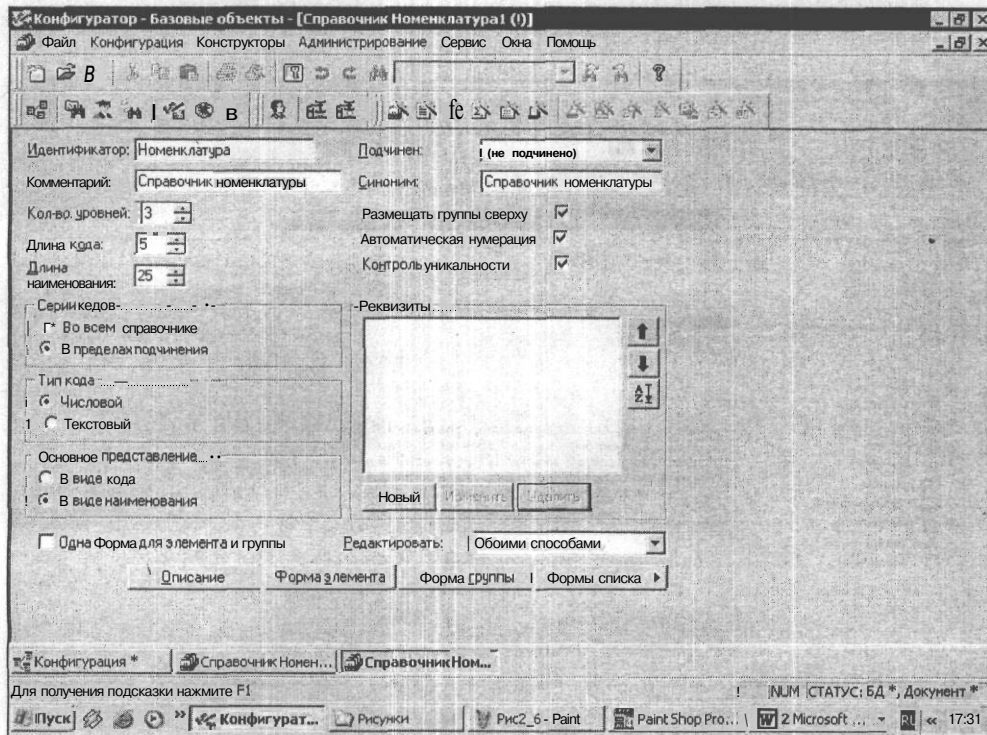 Конфигуратор - Базовые объекты - [Справочник Номенклатура1 (!)]
Файл Конфигурация Конструкторы Администрирование Сервис Окна Помощь
В
fe
В
Идентификатор: Номенклатура Подчинен: ! (не подчинено)
Комментарий: Справочник номенклатуры Синоним: Справочник номенклатуры
Кол-во. уровней: 3 Размещать группы сверху
Длина кода: 5 Автоматическая нумерация
Длина наименования: 25 Контроль уникальности
Серии кедов Реквизиты
Г* Во всем справочнике
В пределах подчинения
Тип кода
Числовой
1 Текстовый
Основное представление
В виде кода
! В виде наименования
Новый Изменить Удалить
Одна Форма для элемента и группы Редактировать: Обоими способами
Описание Форма элемента Форма группы Формы списка
Конфигурация * Справочник Номен... Справочник Ном...
Для получения подсказки нажмите F1 ! NUM СТАТУС: БД *, Документ *
Пуск » Конфигурат... Рисунки Рис2_6 - Paint Paint Shop Pro... \ 2 Microsoft ... RU « 17:31